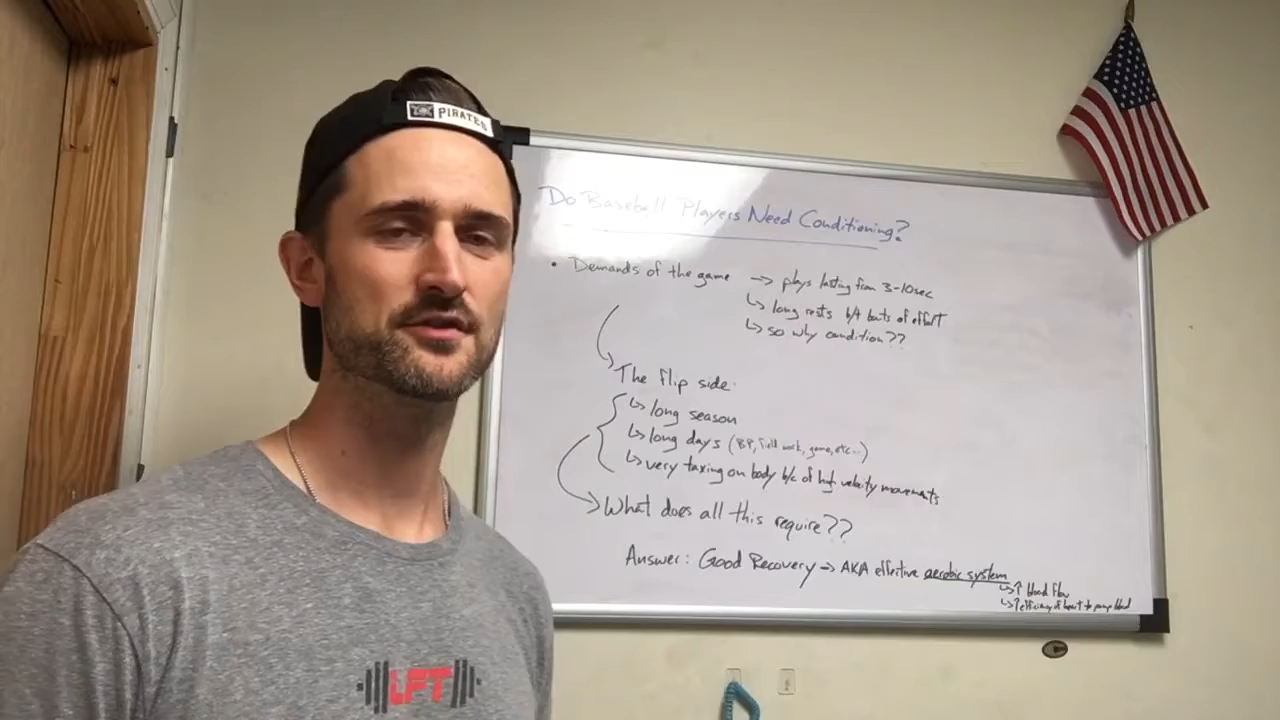 PIRATES
Do Baseball Players Need Conditioning?
• Demands of the game → plays lasting from 3-10sec
↳ long rests b/t bouts of effort
↳ so why condition??
The flip side:
↳ long season
↳ long days (BP, field work, game, etc...)
↳ very taxing on body b/c of high velocity movements
What does all this require??
Answer: Good Recovery → AKA effective aerobic system
↳ ↑ blood flow
↳ ↑ efficiency of heart to pump blood
LFT